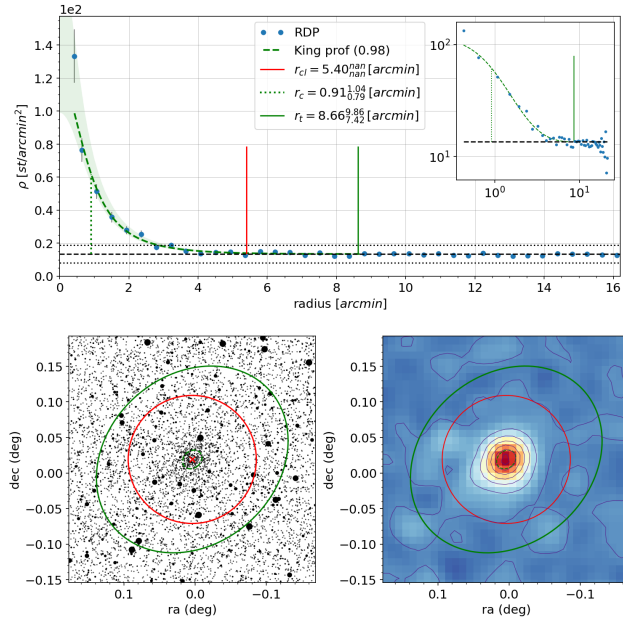 1e2
1.4
1.2
1.0
0.8
0.6
0.4
0.2
0.0
ρ [st/arcmin²]
0 2 4 6 8 10 12 14 16
radius [arcmin]
RDP
King prof (0.98)
r_cl = 5.40^nan_nan [arcmin]
r_c = 0.91^1.04_0.79 [arcmin]
r_t = 8.66^9.86_7.42 [arcmin]
10²
10¹
10⁰ 10¹
0.15
0.10
0.05
0.00
−0.05
−0.10
−0.15
dec (deg)
0.1 0.0 −0.1
ra (deg)
0.15
0.10
0.05
0.00
−0.05
−0.10
−0.15
dec (deg)
0.1 0.0 −0.1
ra (deg)